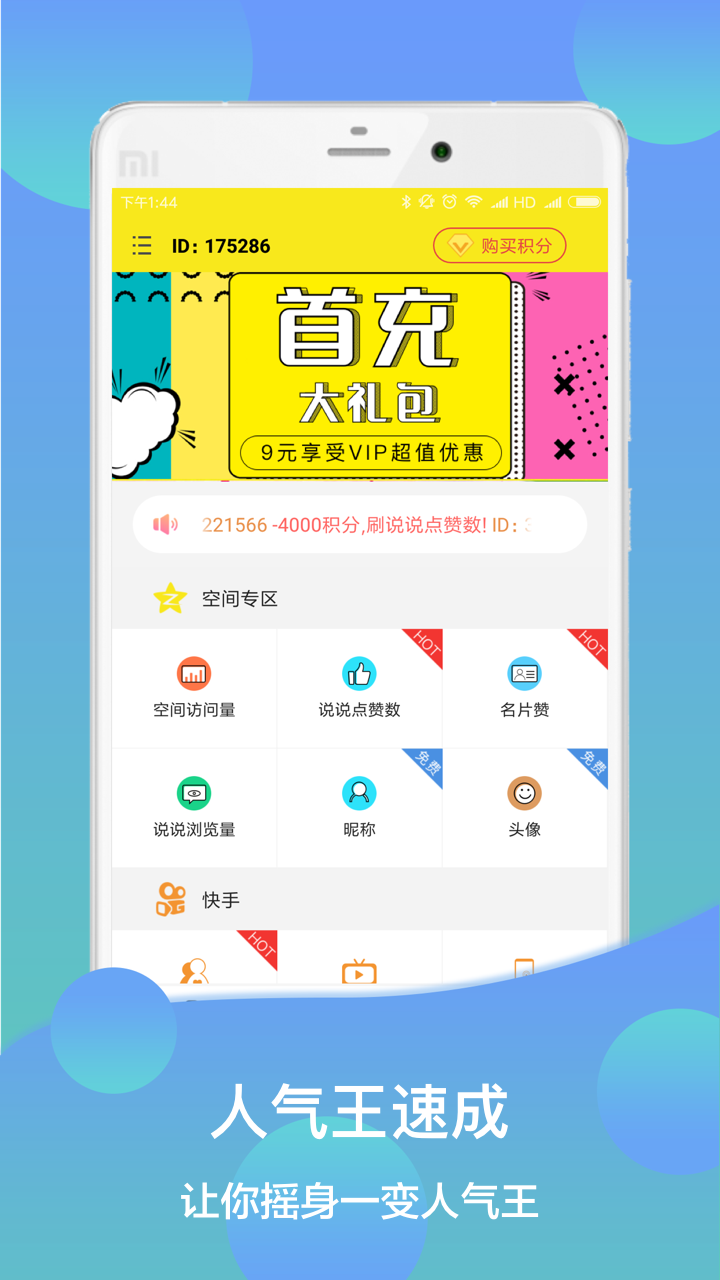 mi
下午1:44
HD
ID: 175286
购买积分
首充
大礼包
9元享受VIP超值优惠
221566 -4000积分,刷说说点赞数! ID:
空间专区
HOT
HOT
空间访问量
说说点赞数
名片赞
免费
免费
说说浏览量
昵称
头像
快手
HOT
人气王速成
让你摇身一变人气王